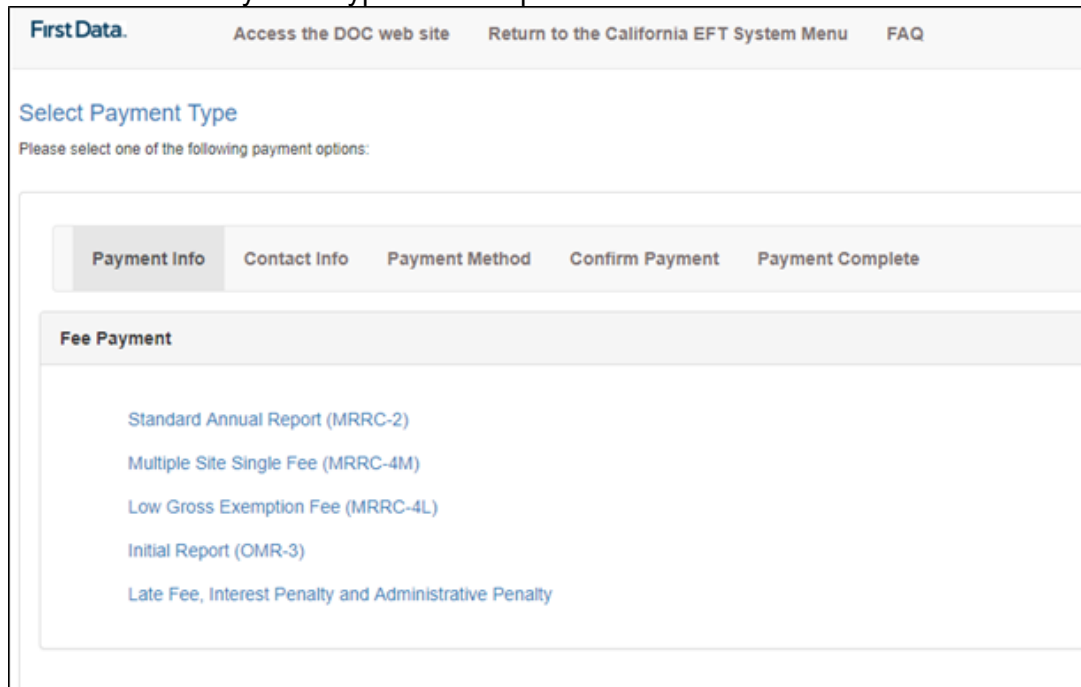 FirstData.
Access the DOC web site
Return to the California EFT System Menu
FAQ
Select Payment Type
Please select one of the following payment options:
Payment Info
Contact Info
Payment Method
Confirm Payment
Payment Complete
Fee Payment
Standard Annual Report (MRRC-2)
Multiple Site Single Fee (MRRC-4M)
Low Gross Exemption Fee (MRRC-4L)
Initial Report (OMR-3)
Late Fee, Interest Penalty and Administrative Penalty